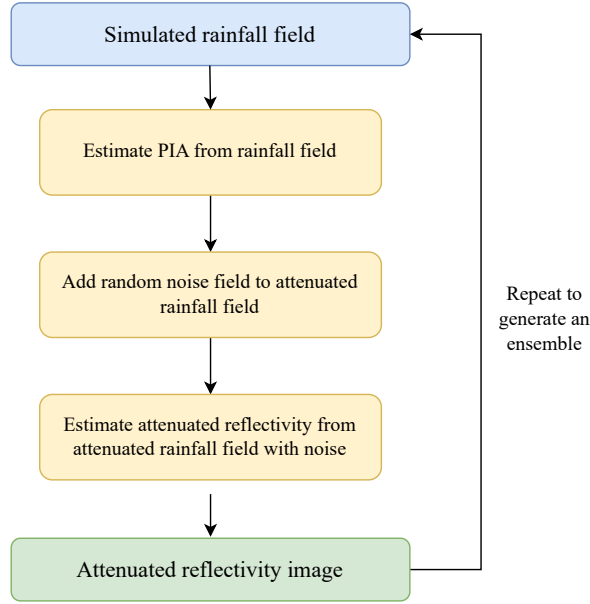 Simulated rainfall field
Estimate PIA from rainfall field
Add random noise field to attenuated
rainfall field
Repeat to
generate an
ensemble
Estimate attenuated reflectivity from
attenuated rainfall field with noise
Attenuated reflectivity image